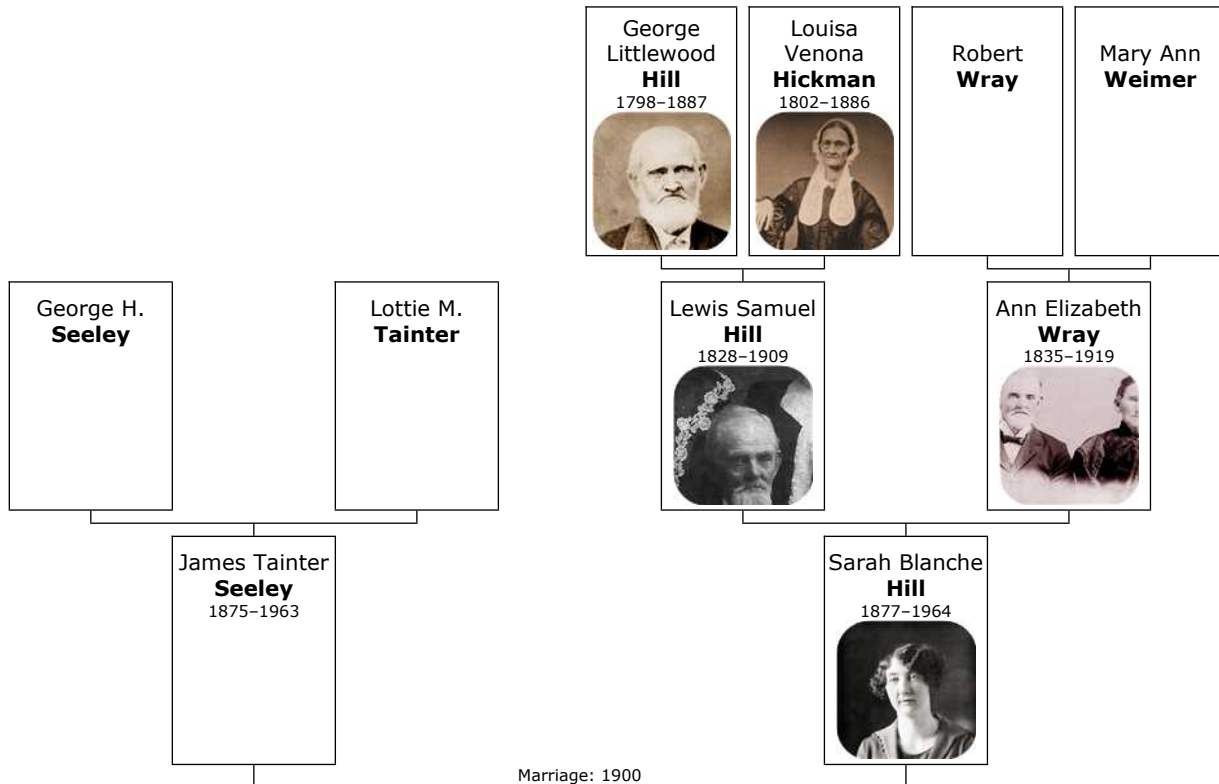 George
Littlewood
Hill
1798–1887
Louisa
Venona
Hickman
1802–1886
Robert
Wray
Mary Ann
Weimer
George H.
Seeley
Lottie M.
Tainter
Lewis Samuel
Hill
1828–1909
Ann Elizabeth
Wray
1835–1919
James Tainter
Seeley
1875–1963
Sarah Blanche
Hill
1877–1964
Marriage: 1900